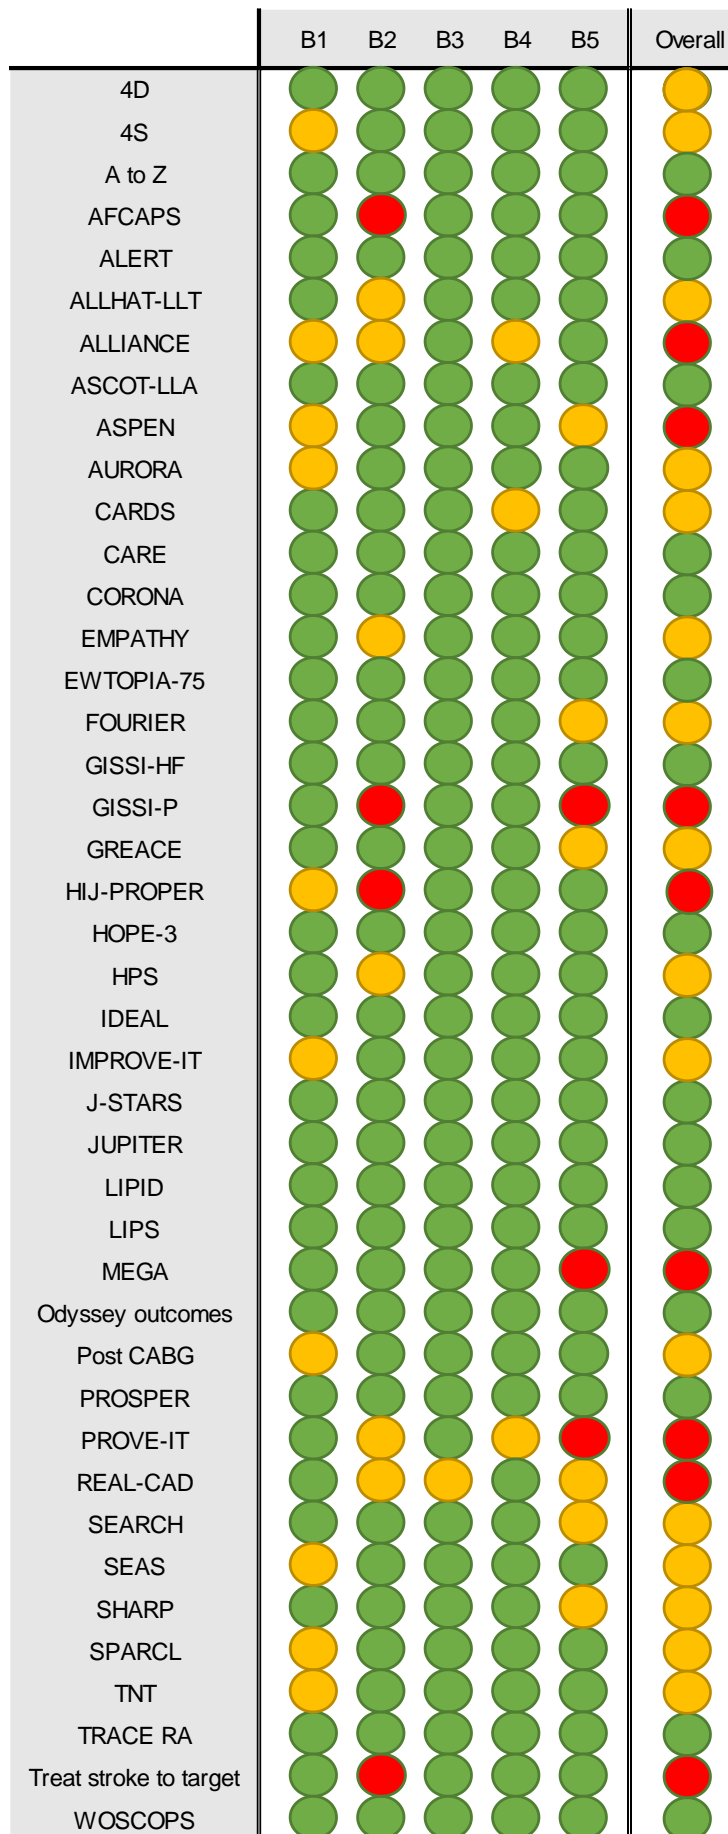 B1 B2 B3 B4 B5 Overall
4D
4S
A to Z
AFCAPS
ALERT
ALLHAT-LLT
ALLIANCE
ASCOT-LLA
ASPEN
AURORA
CARDS
CARE
CORONA
EMPATHY
EWTOPIA-75
FOURIER
GISSI-HF
GISSI-P
GREACE
HIJ-PROPER
HOPE-3
HPS
IDEAL
IMPROVE-IT
J-STARS
JUPITER
LIPID
LIPS
MEGA
Odyssey outcomes
Post CABG
PROSPER
PROVE-IT
REAL-CAD
SEARCH
SEAS
SHARP
SPARCL
TNT
TRACE RA
Treat stroke to target
WOSCOPS